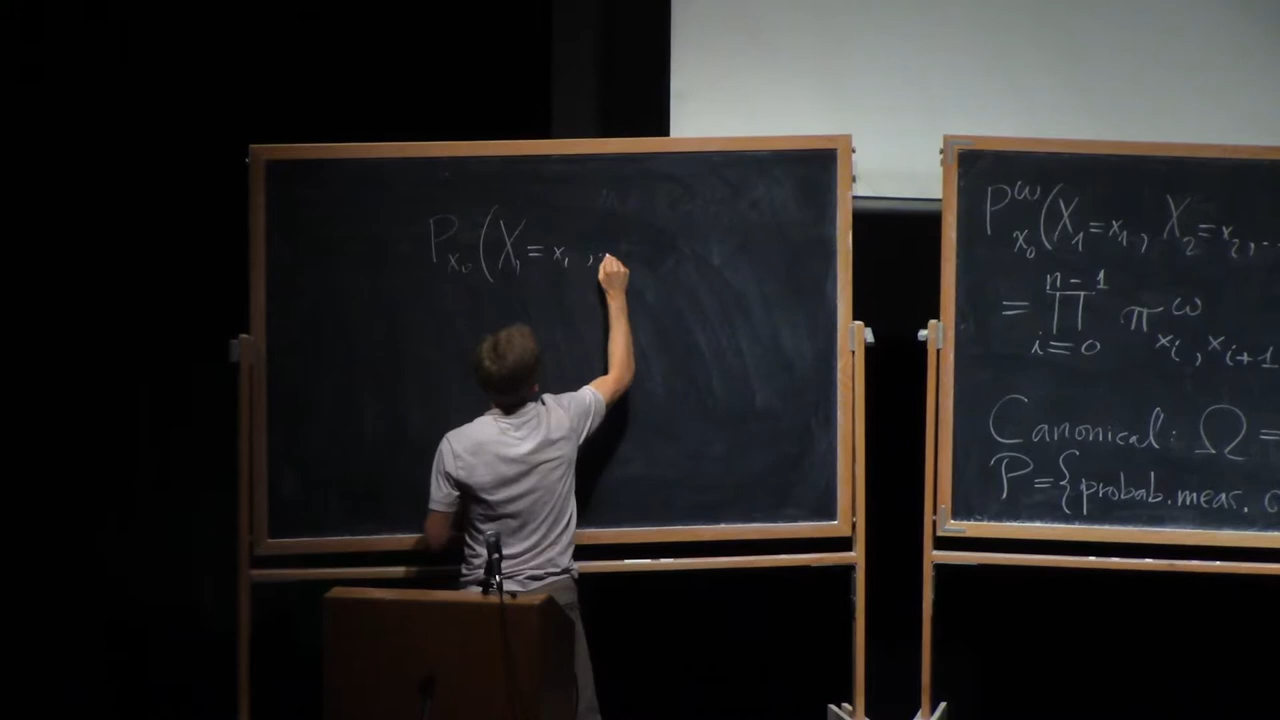 P_{x_0}(X_1 = x_1, .
P^ω_{x_0}(X_1 = x_1, X_2 = x_2, ..
= ∏_{i=0}^{n-1} π^ω_{x_i, x_{i+1}}
Canonical: Ω =
P = {probab. meas.